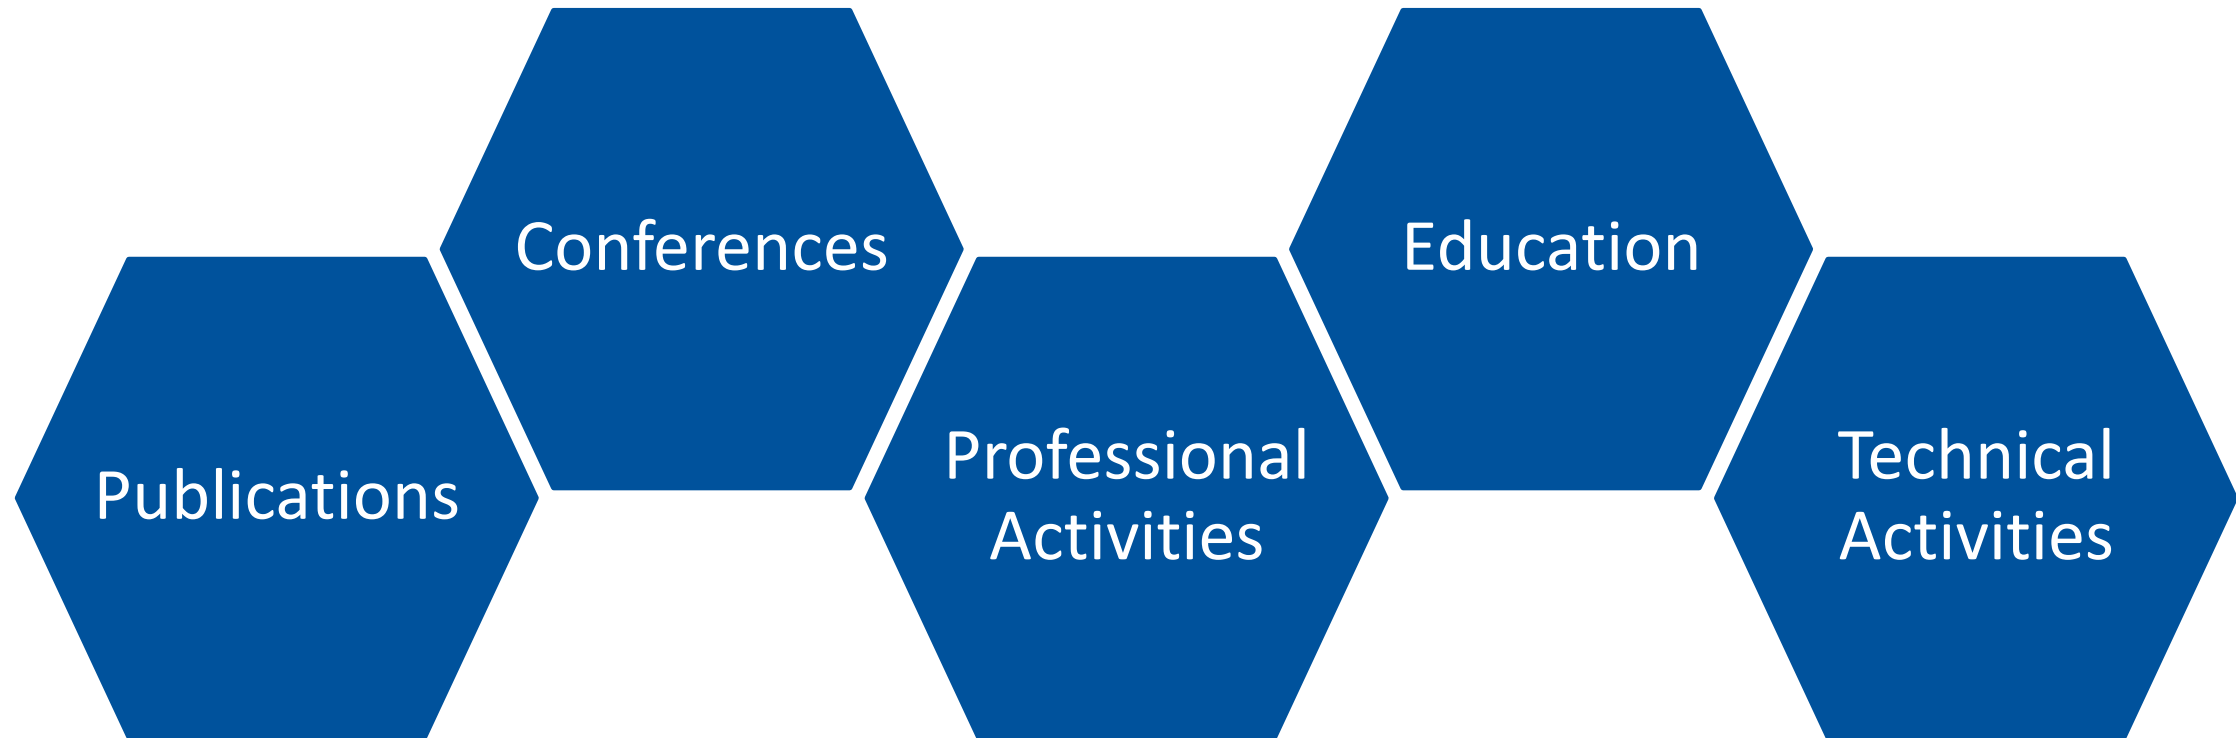 Publications
Conferences
Professional
Activities
Education
Technical
Activities